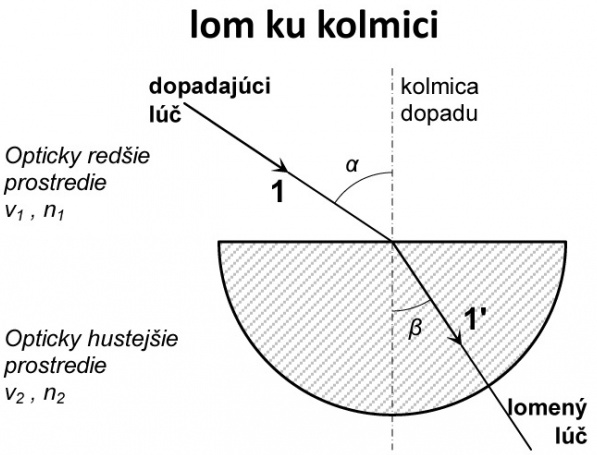 lom ku kolmici
dopadajúci
lúč
kolmica
dopadu
Opticky redšie
prostredie
v₁ , n₁
α
1
Opticky hustejšie
prostredie
v₂ , n₂
β
1'
lomený
lúč